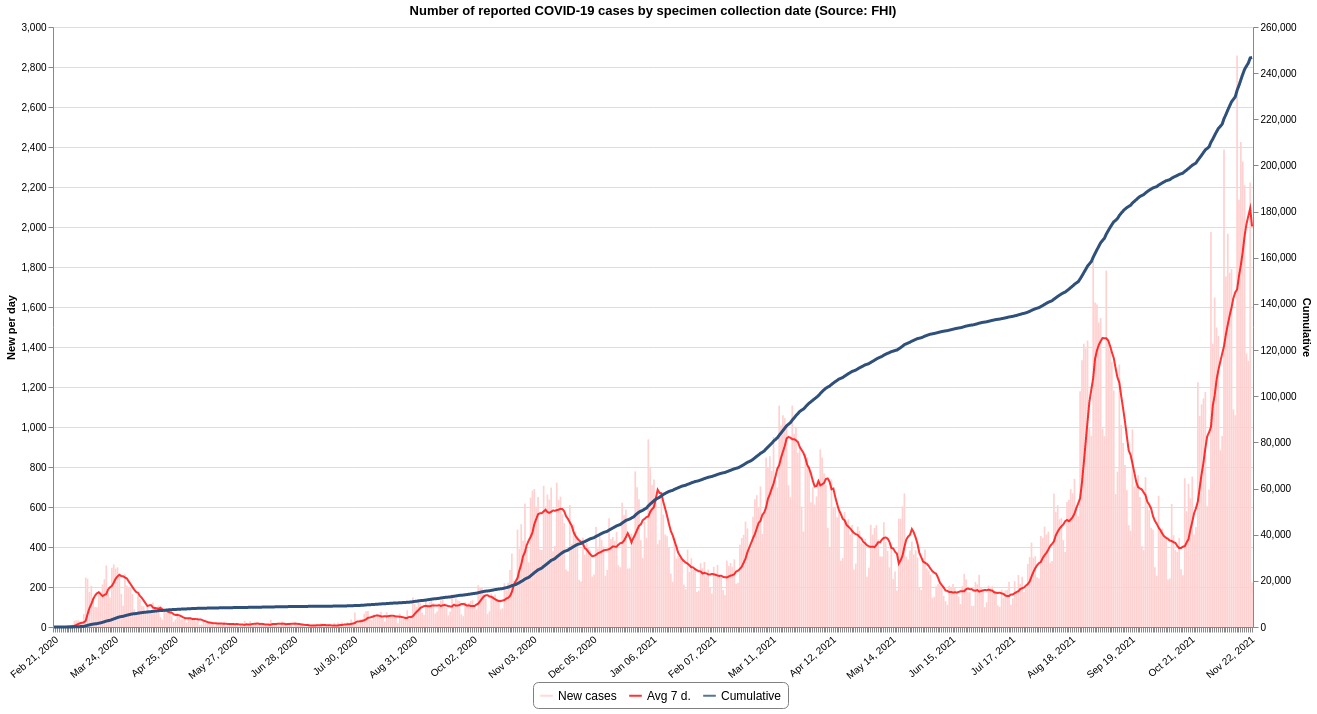 Number of reported COVID-19 cases by specimen collection date (Source: FHI)
3,000
2,800
2,600
2,400
2,200
2,000
1,800
1,600
1,400
1,200
1,000
800
600
400
200
0
New per day
260,000
240,000
220,000
200,000
180,000
160,000
140,000
120,000
100,000
80,000
60,000
40,000
20,000
0
Cumulative
Feb 21, 2020
Mar 24, 2020
Apr 25, 2020
May 27, 2020
Jun 28, 2020
Jul 30, 2020
Aug 31, 2020
Oct 02, 2020
Nov 03, 2020
Dec 05, 2020
Jan 06, 2021
Feb 07, 2021
Mar 11, 2021
Apr 12, 2021
May 14, 2021
Jun 15, 2021
Jul 17, 2021
Aug 18, 2021
Sep 19, 2021
Oct 21, 2021
Nov 22, 2021
New cases Avg 7 d. Cumulative